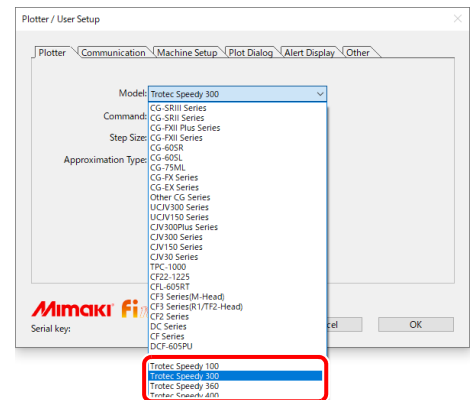 Plotter / User Setup
Plotter Communication Machine Setup Plot Dialog Alert Display Other
Model: Trotec Speedy 300
Command:
Step Size:
Approximation Type:
CG-SRIII Series
CG-SRII Series
CG-FXII Plus Series
CG-FXII Series
CG-60SR
CG-60SL
CG-75ML
CG-FX Series
CG-EX Series
Other CG Series
UCJV300 Series
UCJV150 Series
CJV300Plus Series
CJV300 Series
CJV150 Series
CJV30 Series
TPC-1000
CF22-1225
CFL-605RT
CF3 Series(M-Head)
CF3 Series(R1/TF2-Head)
CF2 Series
DC Series
CF Series
DCF-605PU
Trotec Speedy 100
Trotec Speedy 300
Trotec Speedy 360
Trotec Speedy 400
Mimaki Fi
Serial key:
cel OK